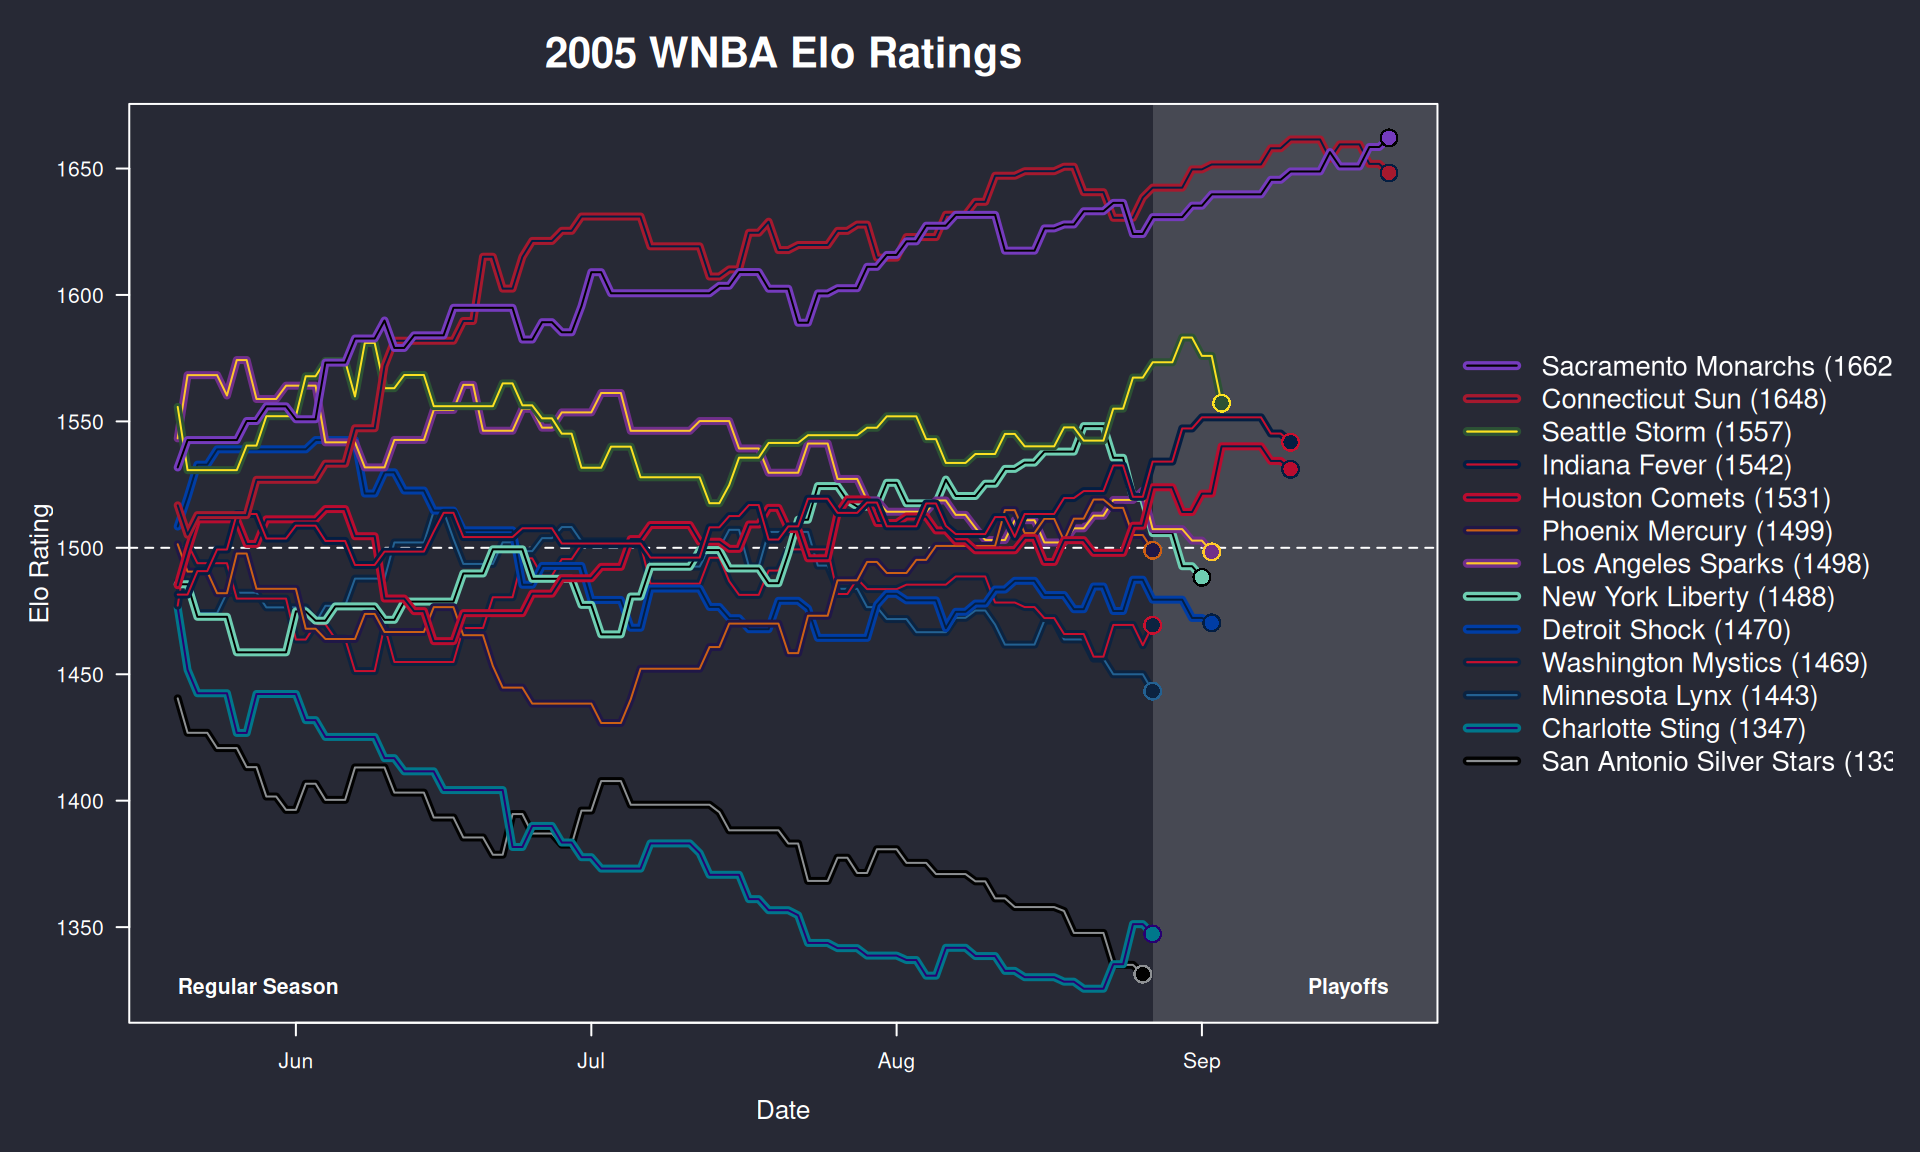 2005 WNBA Elo Ratings
Elo Rating
1650
1600
1550
1500
1450
1400
1350
Regular Season
Playoffs
Jun
Jul
Aug
Sep
Date
Sacramento Monarchs (1662
Connecticut Sun (1648)
Seattle Storm (1557)
Indiana Fever (1542)
Houston Comets (1531)
Phoenix Mercury (1499)
Los Angeles Sparks (1498)
New York Liberty (1488)
Detroit Shock (1470)
Washington Mystics (1469)
Minnesota Lynx (1443)
Charlotte Sting (1347)
San Antonio Silver Stars (133